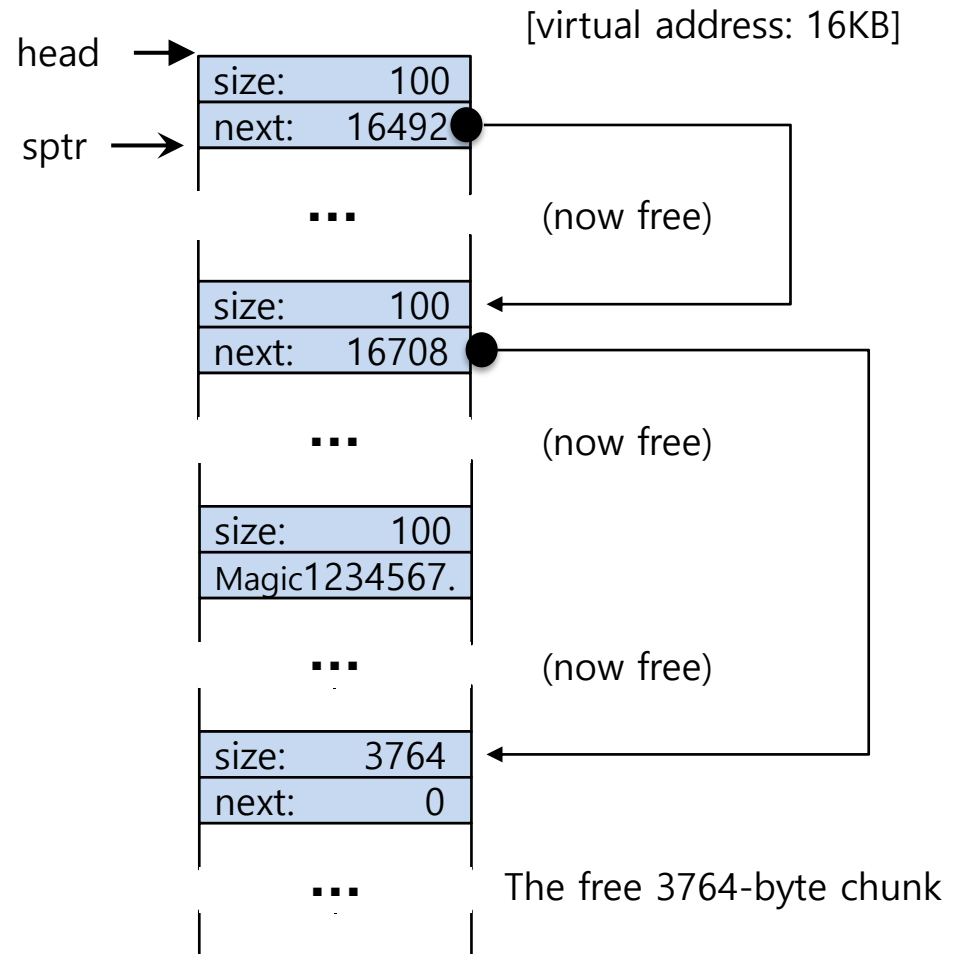 [virtual address: 16KB]
head
size: 100
next: 16492
sptr
...
(now free)
size: 100
next: 16708
...
(now free)
size: 100
Magic1234567.
...
(now free)
size: 3764
next: 0
...
The free 3764-byte chunk